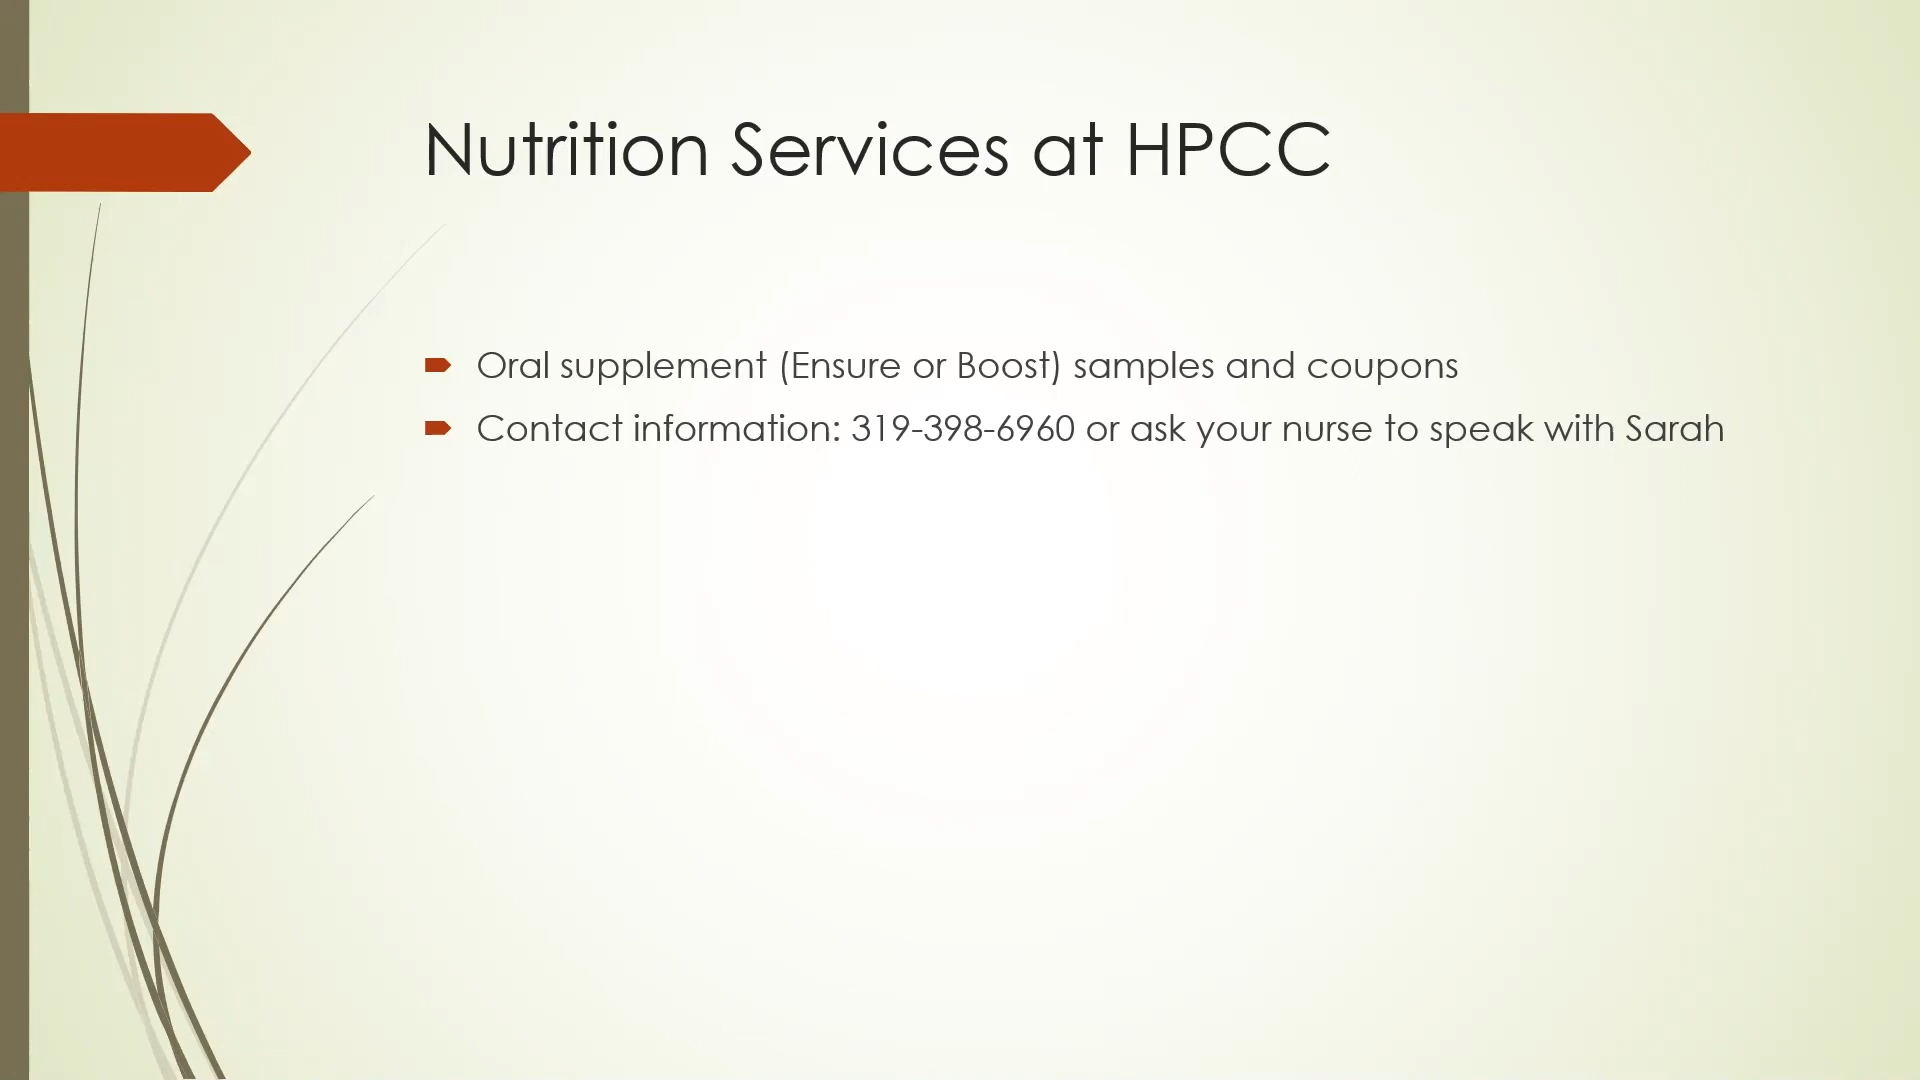 Nutrition Services at HPCC
Oral supplement (Ensure or Boost) samples and coupons
Contact information: 319-398-6960 or ask your nurse to speak with Sarah